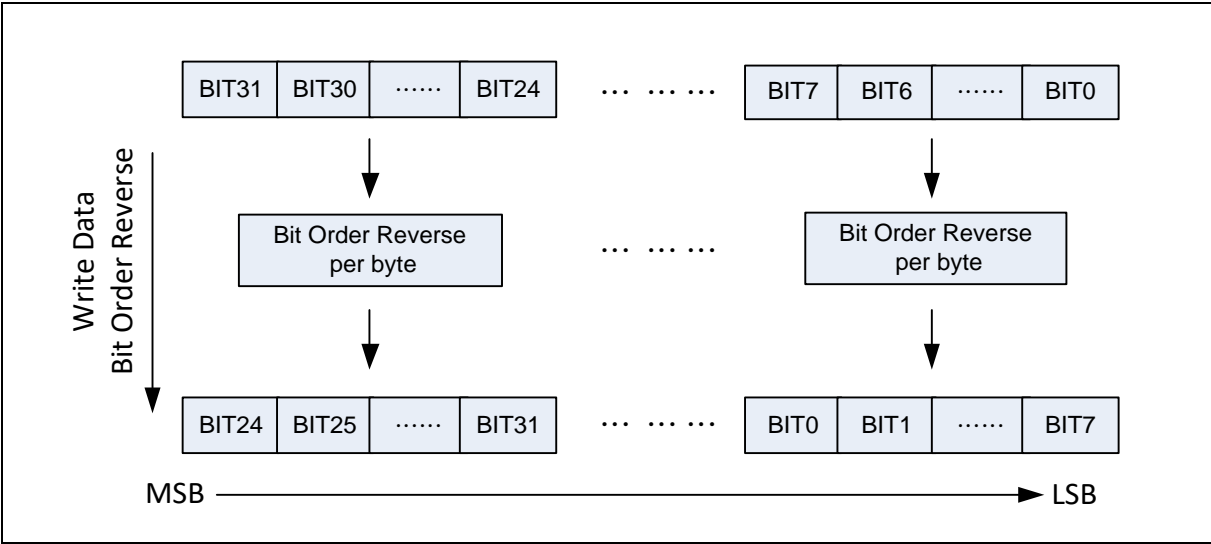 BIT31 BIT30 ...... BIT24 ... ... ... BIT7 BIT6 ...... BIT0
Write Data
Bit Order Reverse
Bit Order Reverse
per byte
... ... ...
Bit Order Reverse
per byte
BIT24 BIT25 ...... BIT31 ... ... ... BIT0 BIT1 ...... BIT7
MSB LSB